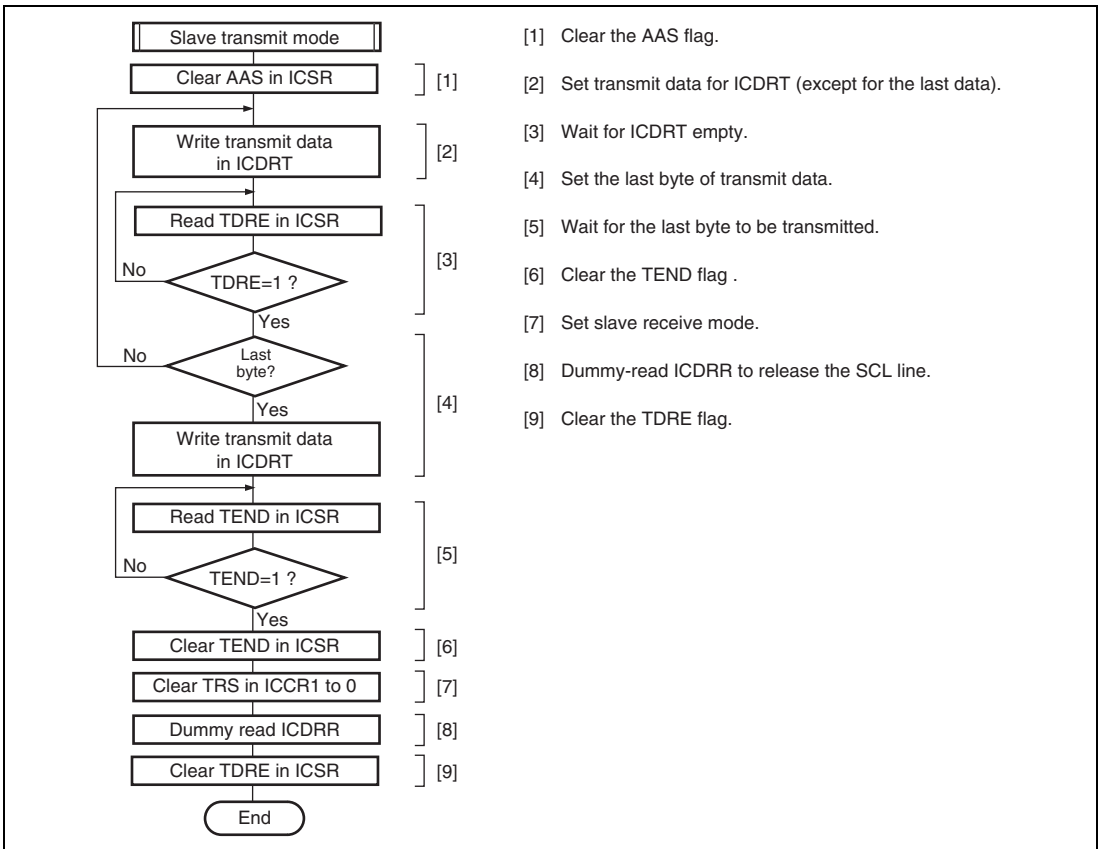 Slave transmit mode
Clear AAS in ICSR
[1]
Write transmit data
in ICDRT
[2]
Read TDRE in ICSR
No
TDRE=1 ?
[3]
Yes
No
Last
byte?
[4]
Yes
Write transmit data
in ICDRT
Read TEND in ICSR
No
TEND=1 ?
[5]
Yes
Clear TEND in ICSR
[6]
Clear TRS in ICCR1 to 0
[7]
Dummy read ICDRR
[8]
Clear TDRE in ICSR
[9]
End
[1] Clear the AAS flag.
[2] Set transmit data for ICDRT (except for the last data).
[3] Wait for ICDRT empty.
[4] Set the last byte of transmit data.
[5] Wait for the last byte to be transmitted.
[6] Clear the TEND flag .
[7] Set slave receive mode.
[8] Dummy-read ICDRR to release the SCL line.
[9] Clear the TDRE flag.